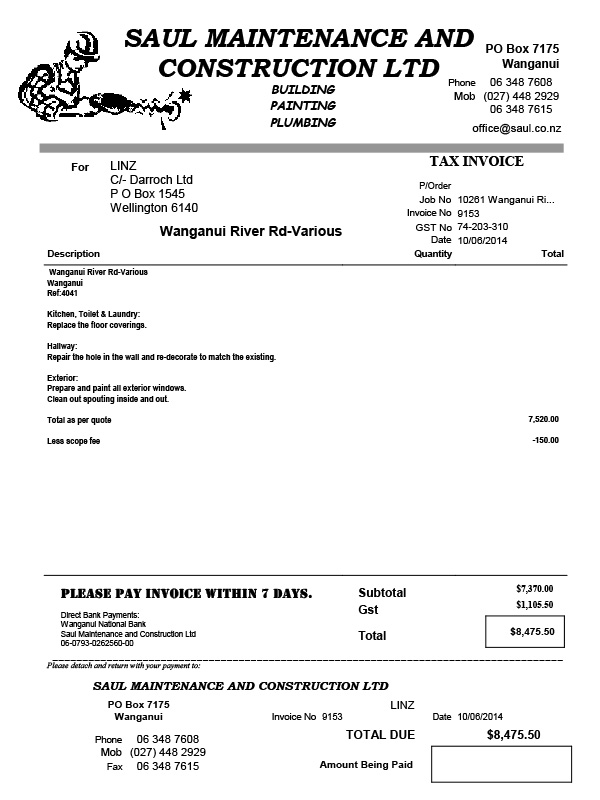 SAUL MAINTENANCE AND
CONSTRUCTION LTD
BUILDING
PAINTING
PLUMBING
PO Box 7175
Wanganui
Phone 06 348 7608
Mob (027) 448 2929
06 348 7615
office@saul.co.nz
For LINZ
C/- Darroch Ltd
P O Box 1545
Wellington 6140
TAX INVOICE
P/Order
Job No 10261 Wanganui Ri...
Invoice No 9153
GST No 74-203-310
Date 10/06/2014
Wanganui River Rd-Various
Description Quantity Total
Wanganui River Rd-Various
Wanganui
Ref:4041
Kitchen, Toilet & Laundry:
Replace the floor coverings.
Hallway:
Repair the hole in the wall and re-decorate to match the existing.
Exterior:
Prepare and paint all exterior windows.
Clean out spouting inside and out.
Total as per quote 7,520.00
Less scope fee -150.00
PLEASE PAY INVOICE WITHIN 7 DAYS.
Direct Bank Payments:
Wanganui National Bank
Saul Maintenance and Construction Ltd
06-0793-0262560-00
Subtotal $7,370.00
Gst $1,105.50
Total $8,475.50
Please detach and return with your payment to:
SAUL MAINTENANCE AND CONSTRUCTION LTD
PO Box 7175
Wanganui
Phone 06 348 7608
Mob (027) 448 2929
Fax 06 348 7615
LINZ
Invoice No 9153 Date 10/06/2014
TOTAL DUE $8,475.50
Amount Being Paid